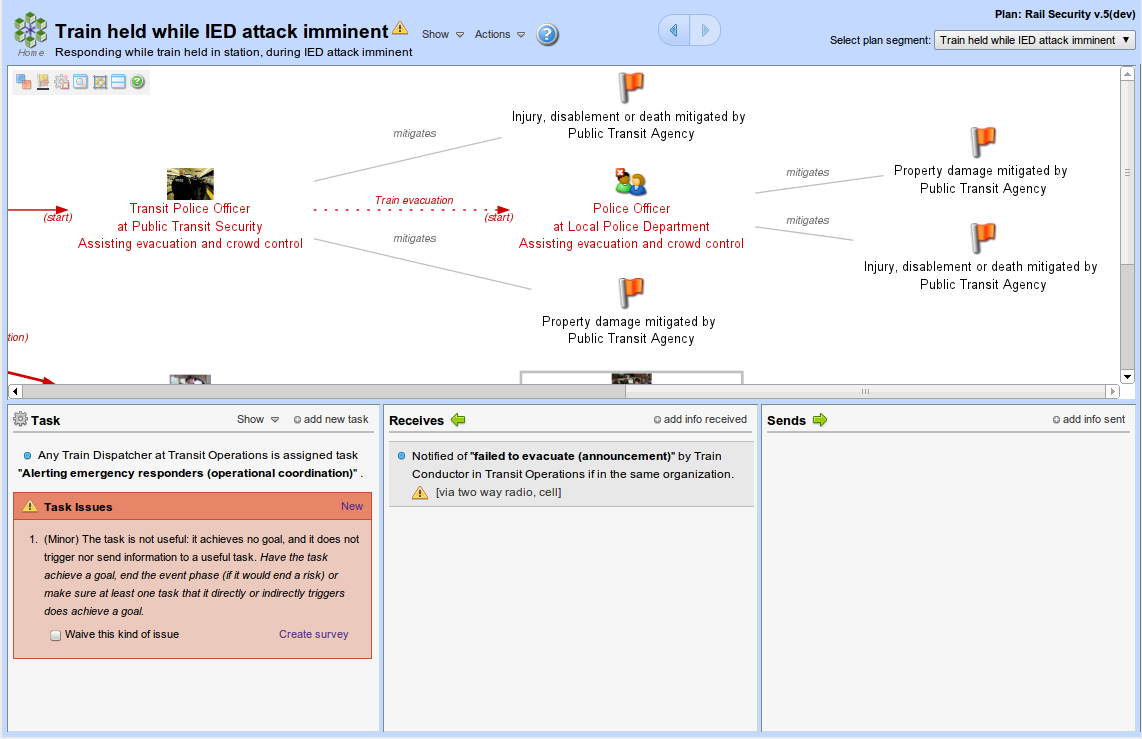 Plan: Rail Security v.5(dev)
Train held while IED attack imminent
Show
Actions
Home
Responding while train held in station, during IED attack imminent
Select plan segment:
Train held while IED attack imminent
Injury, disablement or death mitigated by
Public Transit Agency
mitigates
Property damage mitigated by
Public Transit Agency
mitigates
(start)
Transit Police Officer
at Public Transit Security
Assisting evacuation and crowd control
Train evacuation
(start)
Police Officer
at Local Police Department
Assisting evacuation and crowd control
mitigates
mitigates
Injury, disablement or death mitigated by
Public Transit Agency
Property damage mitigated by
Public Transit Agency
tion)
Task
Show
add new task
Any Train Dispatcher at Transit Operations is assigned task
"Alerting emergency responders (operational coordination)" .
Task Issues
New
1. (Minor) The task is not useful: it achieves no goal, and it does not
trigger nor send information to a useful task. Have the task
achieve a goal, end the event phase (if it would end a risk) or
make sure at least one task that it directly or indirectly triggers
does achieve a goal.
Waive this kind of issue
Create survey
Receives
add info received
Notified of "failed to evacuate (announcement)" by Train
Conductor in Transit Operations if in the same organization.
[via two way radio, cell]
Sends
add info sent